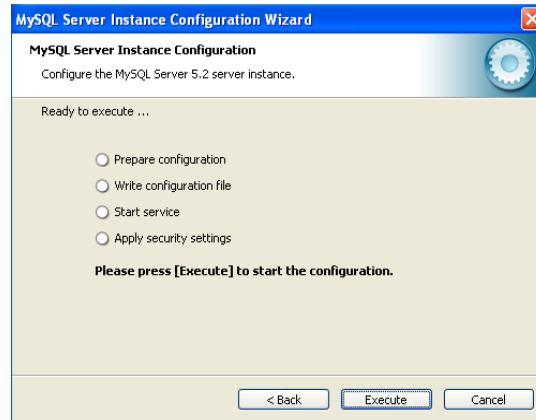 MySQL Server Instance Configuration Wizard
MySQL Server Instance Configuration
Configure the MySQL Server 5.2 server instance.
Ready to execute ...
Prepare configuration
Write configuration file
Start service
Apply security settings
Please press [Execute] to start the configuration.
< Back Execute Cancel